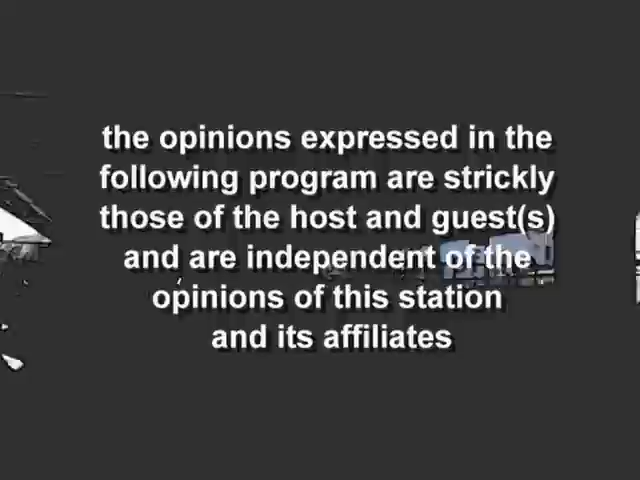 the opinions expressed in the
following program are strickly
those of the host and guest(s)
and are independent of the
opinions of this station
and its affiliates